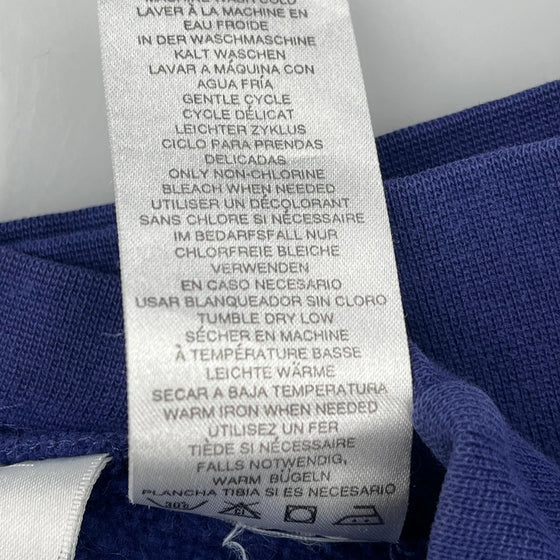 MACHINE WASH COLD
LAVER À LA MACHINE EN
EAU FROIDE
IN DER WASCHMASCHINE
KALT WASCHEN
LAVAR A MÁQUINA CON
AGUA FRÍA
GENTLE CYCLE
CYCLE DÉLICAT
LEICHTER ZYKLUS
CICLO PARA PRENDAS
DELICADAS
ONLY NON-CHLORINE
BLEACH WHEN NEEDED
UTILISER UN DÉCOLORANT
SANS CHLORE SI NÉCESSAIRE
IM BEDARFSFALL NUR
CHLORFREIE BLEICHE
VERWENDEN
EN CASO NECESARIO
USAR BLANQUEADOR SIN CLORO
TUMBLE DRY LOW
SÉCHER EN MACHINE
À TEMPÉRATURE BASSE
LEICHTE WÄRME
SECAR A BAJA TEMPERATURA
WARM IRON WHEN NEEDED
UTILISEZ UN FER
TIÈDE SI NÉCESSAIRE
FALLS NOTWENDIG,
WARM BÜGELN
PLANCHA TIBIA SI ES NECESARIO
30°